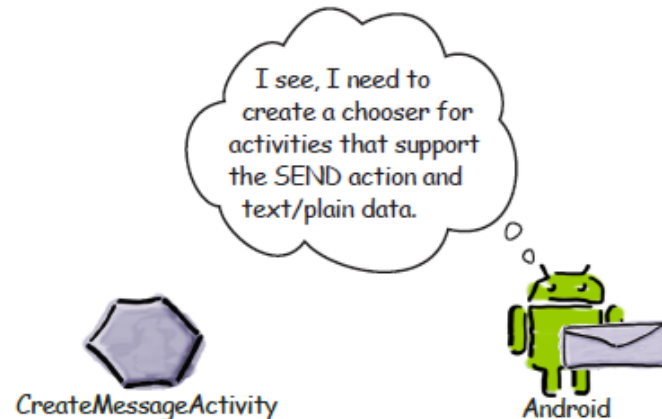 I see, I need to
create a chooser for
activities that support
the SEND action and
text/plain data.
CreateMessageActivity
Android